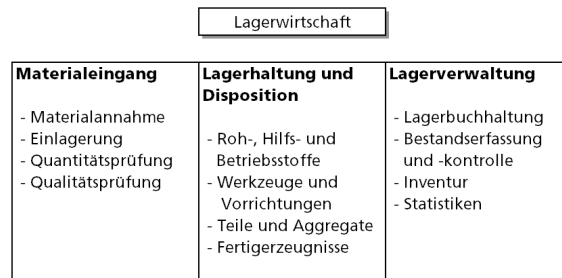 Lagerwirtschaft
Materialeingang
- Materialannahme
- Einlagerung
- Quantitätsprüfung
- Qualitätsprüfung
Lagerhaltung und
Disposition
- Roh-, Hilfs- und
Betriebsstoffe
- Werkzeuge und
Vorrichtungen
- Teile und Aggregate
- Fertigerzeugnisse
Lagerverwaltung
- Lagerbuchhaltung
- Bestandserfassung
und -kontrolle
- Inventur
- Statistiken